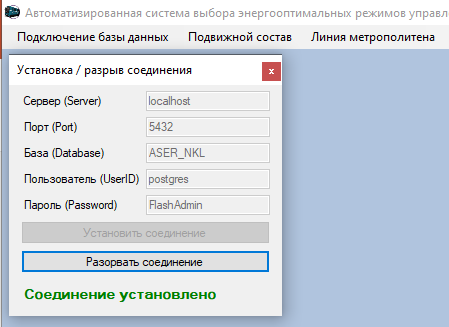 Автоматизированная система выбора энергооптимальных режимов управл
Подключение базы данных Подвижной состав Линия метрополитена
Установка / разрыв соединения x
Сервер (Server) localhost
Порт (Port) 5432
База (Database) ASER_NKL
Пользователь (UserID) postgres
Пароль (Password) FlashAdmin
Установить соединение
Разорвать соединение
Соединение установлено